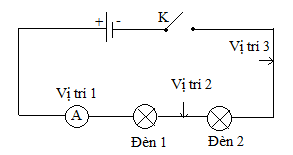 + -
K
Vị trí 3
Vị trí 1
Vị trí 2
A
Đèn 1
Đèn 2